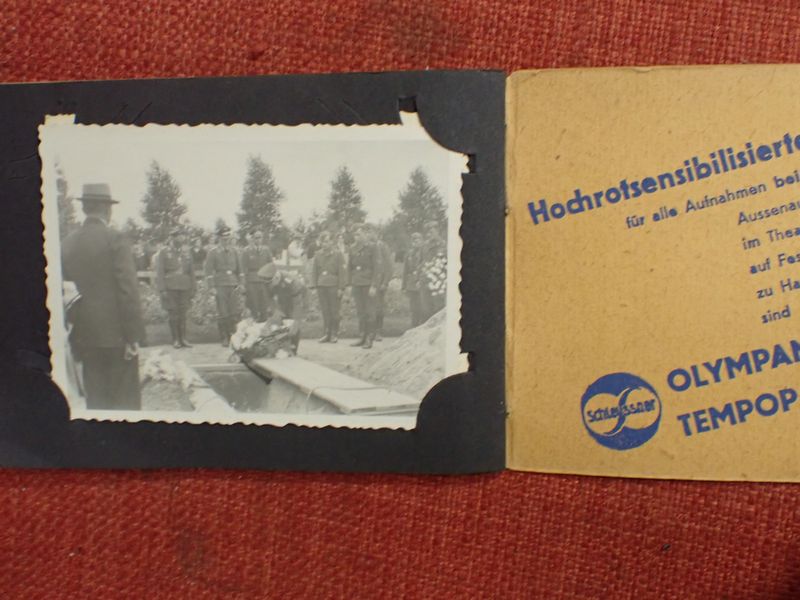 Hochrotsensibilisierte
für alle Aufnahmen bei
Aussenau
im Thea
auf Fes
zu Ha
sind
Schleussner
OLYMPAN
TEMPOP